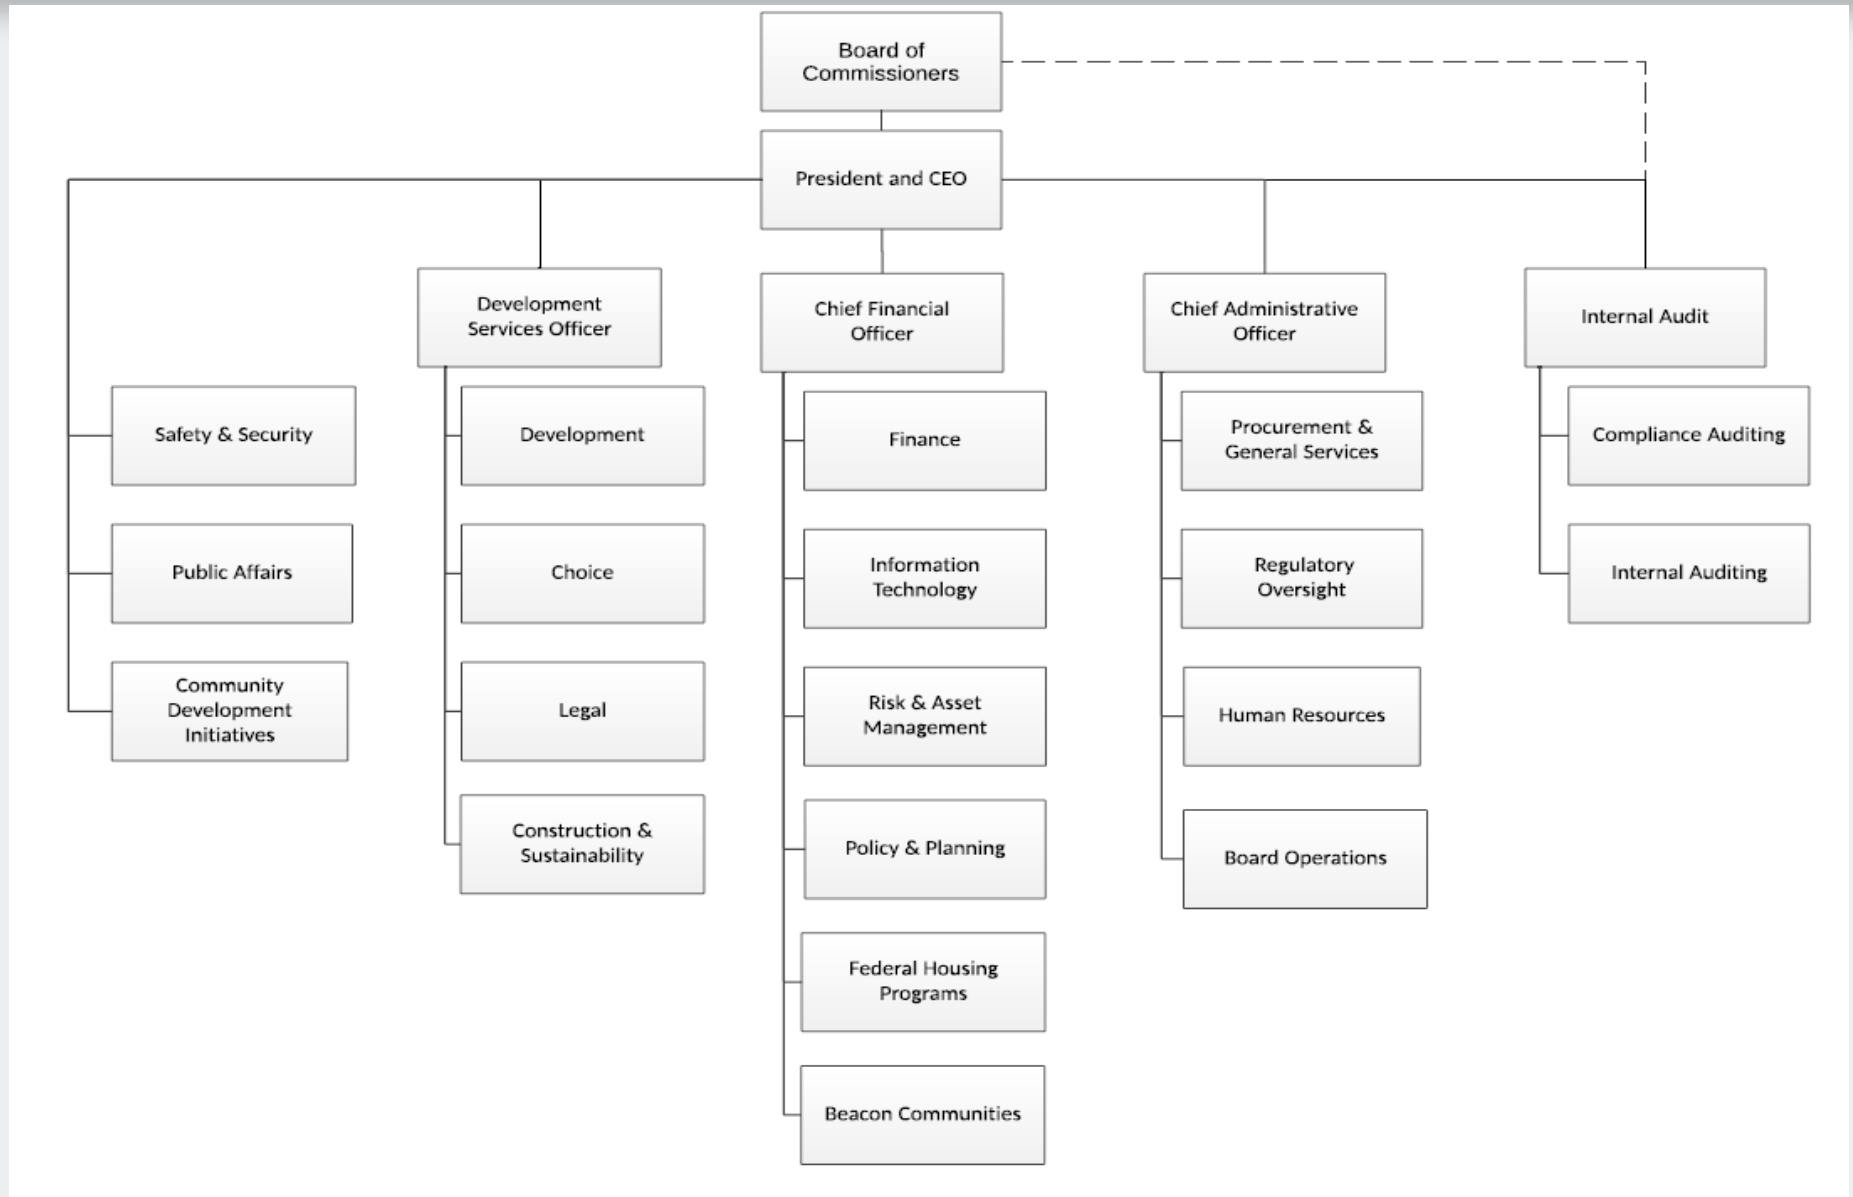 Board of
Commissioners
President and CEO
Development
Services Officer
Chief Financial
Officer
Chief Administrative
Officer
Internal Audit
Safety & Security
Public Affairs
Community
Development
Initiatives
Development
Choice
Legal
Construction &
Sustainability
Finance
Information
Technology
Risk & Asset
Management
Policy & Planning
Federal Housing
Programs
Beacon Communities
Procurement &
General Services
Regulatory
Oversight
Human Resources
Board Operations
Compliance Auditing
Internal Auditing